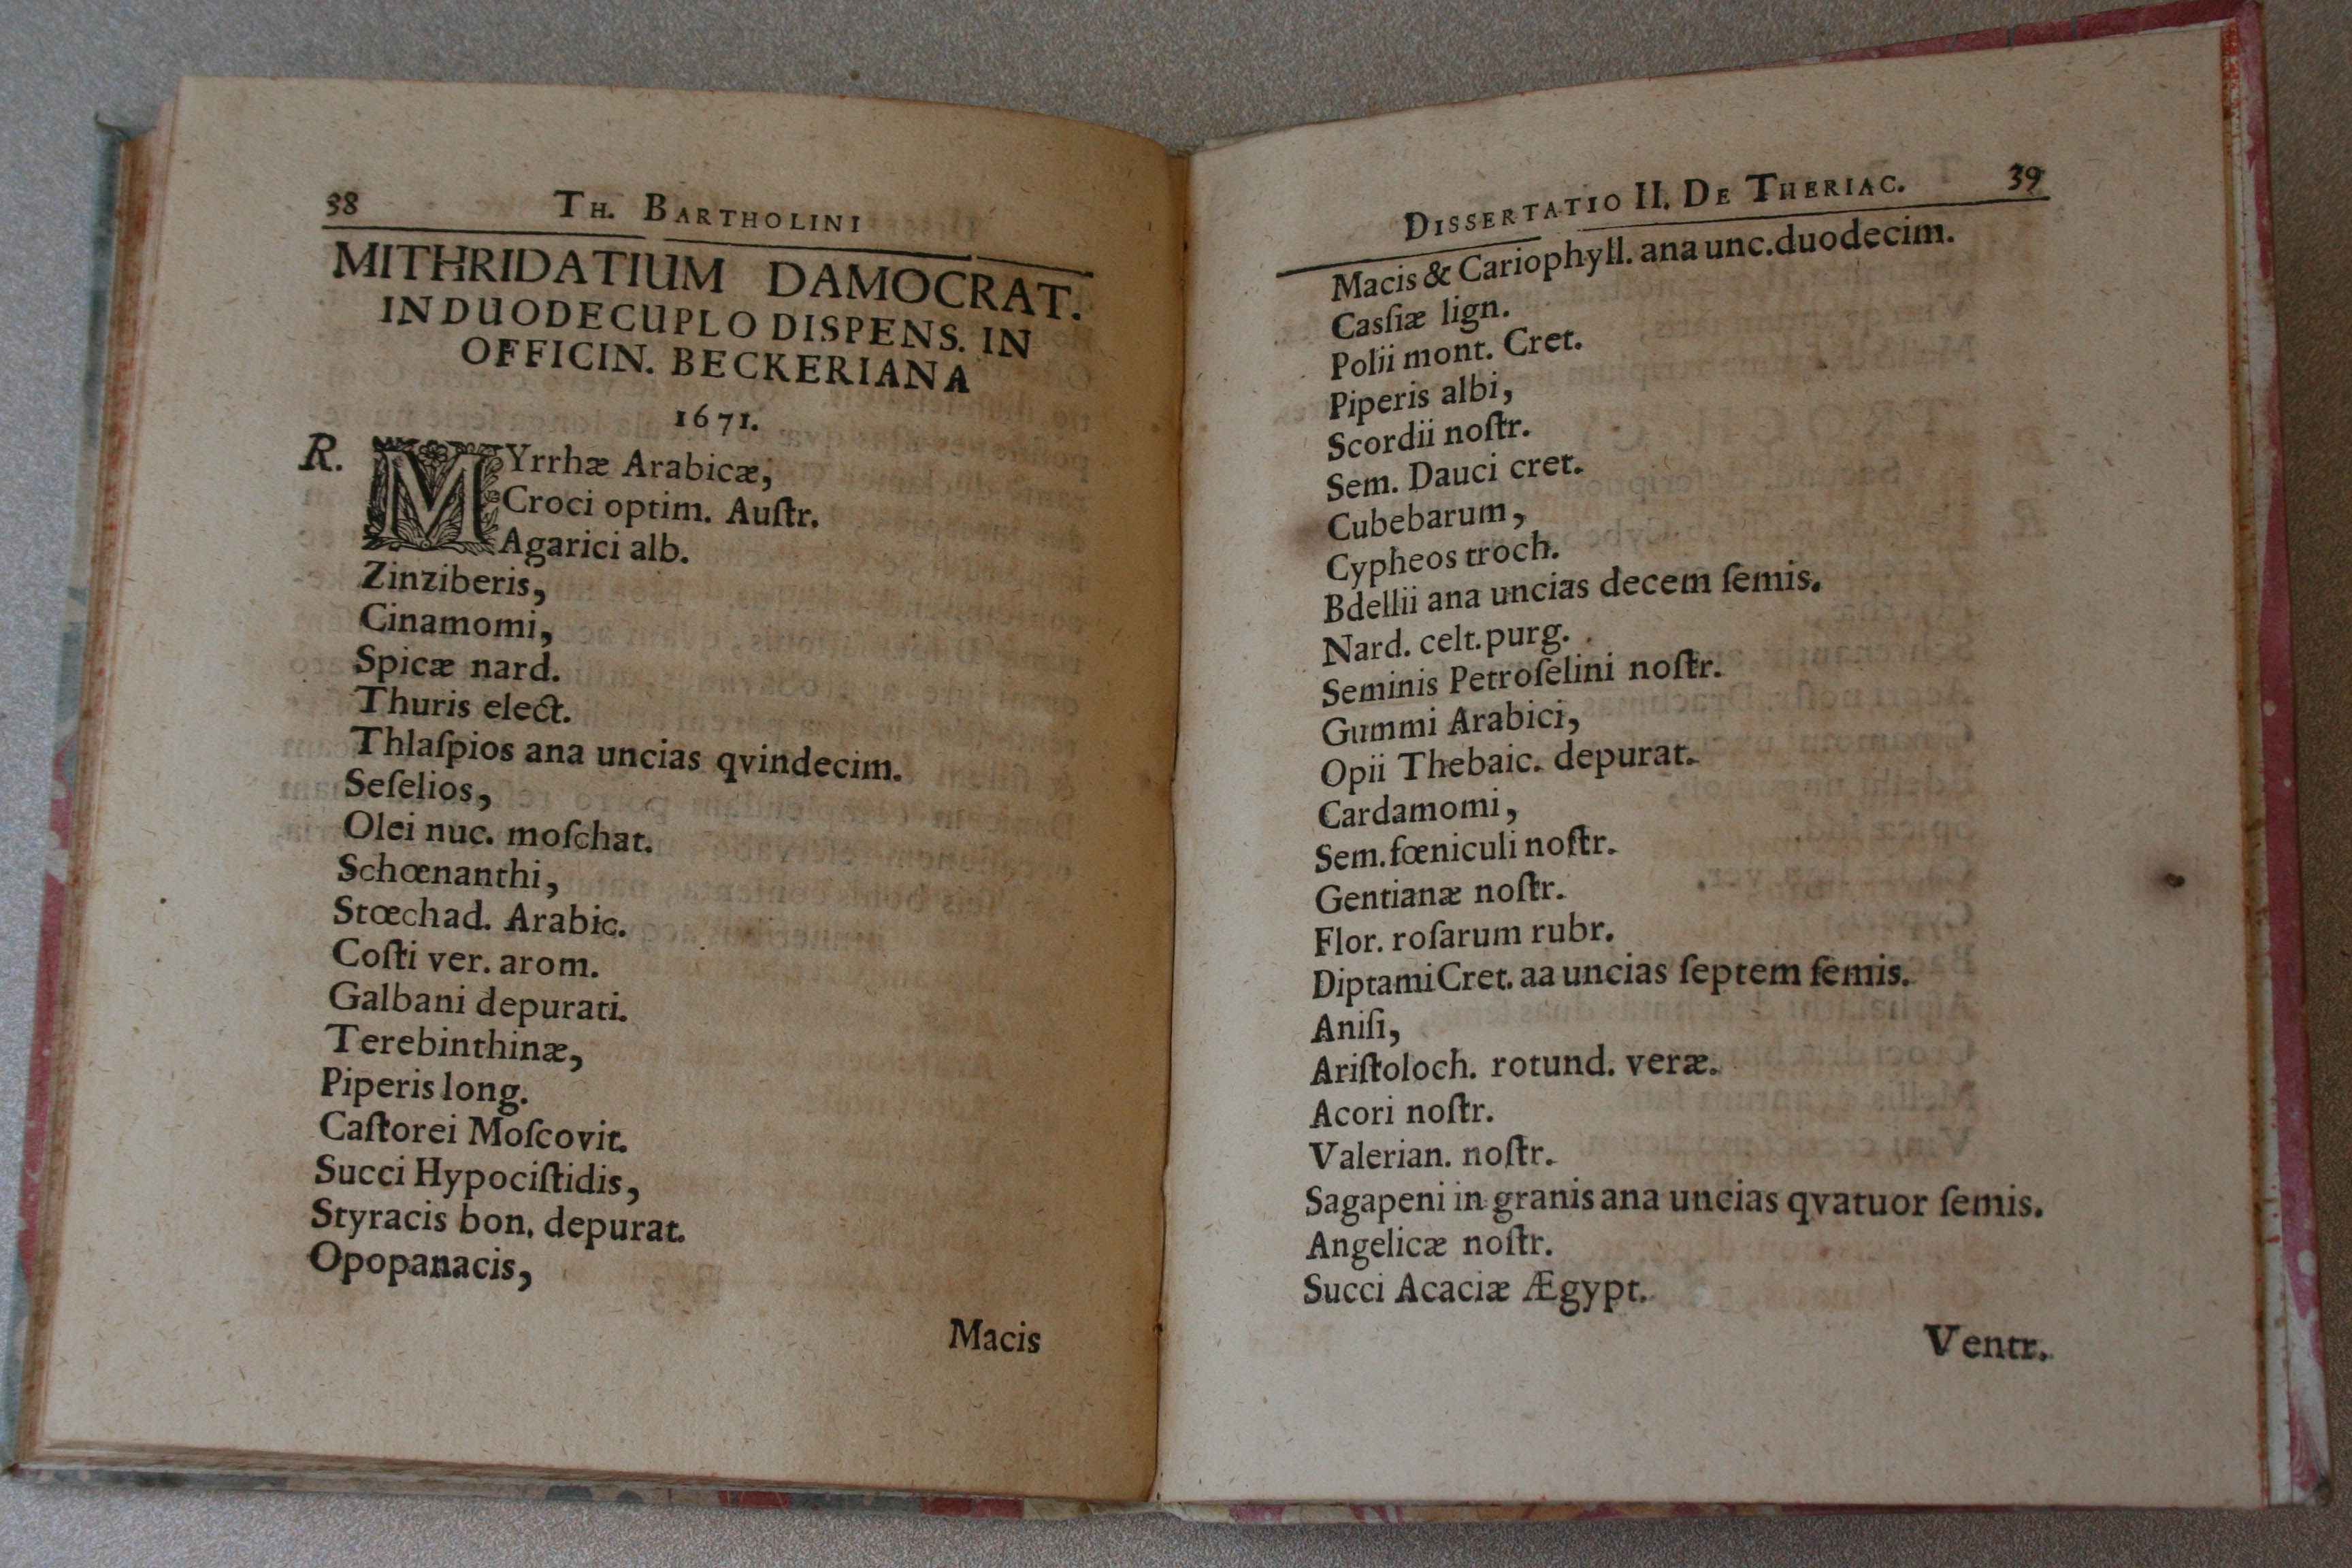 38 TH. BARTHOLINI
MITHRIDATIUM DAMOCRAT.
IN DUODECUPLO DISPENS. IN
OFFICIN. BECKERIANA
1671.
R. MYrrhæ Arabicæ,
Croci optim. Auſtr.
Agarici alb.
Zinziberis,
Cinamomi,
Spicæ nard.
Thuris elect.
Thlaſpios ana uncias qvindecim.
Seſelios,
Olei nuc. moſchat.
Schœnanthi,
Stœchad. Arabic.
Coſti ver. arom.
Galbani depurati.
Terebinthinæ,
Piperis long.
Caſtorei Moſcovit.
Succi Hypociſtidis,
Styracis bon. depurat.
Opopanacis,
Macis
DISSERTATIO II. DE THERIAC. 39
Macis & Cariophyll. ana unc. duodecim.
Casſiæ lign.
Polii mont. Cret.
Piperis albi,
Scordii noſtr.
Sem. Dauci cret.
Cubebarum,
Cypheos troch.
Bdellii ana uncias decem ſemis.
Nard. celt. purg.
Seminis Petroſelini noſtr.
Gummi Arabici,
Opii Thebaic. depurat.
Cardamomi,
Sem. fœniculi noſtr.
Gentianæ noſtr.
Flor. roſarum rubr.
Diptami Cret. aa uncias ſeptem ſemis.
Aniſi,
Ariſtoloch. rotund. veræ.
Acori noſtr.
Valerian. noſtr.
Sagapeni in granis ana uncias qvatuor ſemis.
Angelicæ noſtr.
Succi Acaciæ Ægypt.
Ventr.